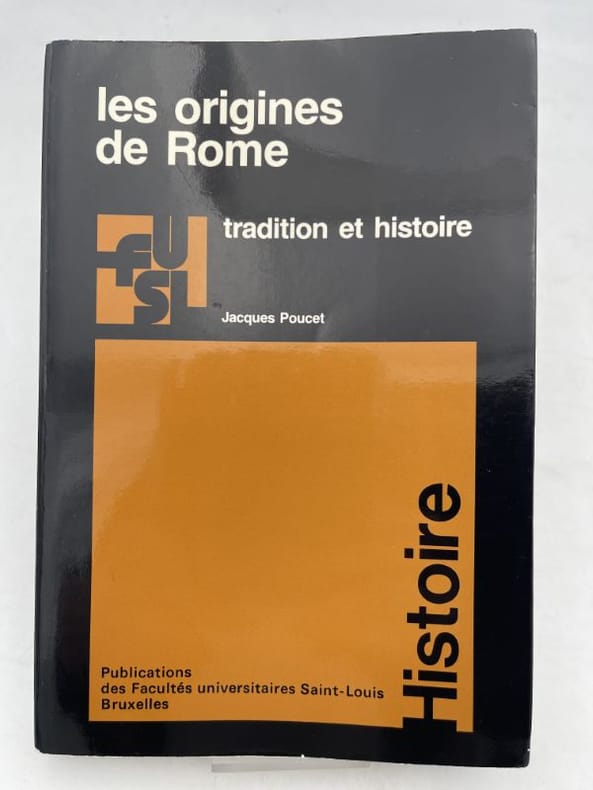 les origines
de Rome
tradition et histoire
fUSL
Jacques Poucet
Histoire
Publications
des Facultés universitaires Saint-Louis
Bruxelles